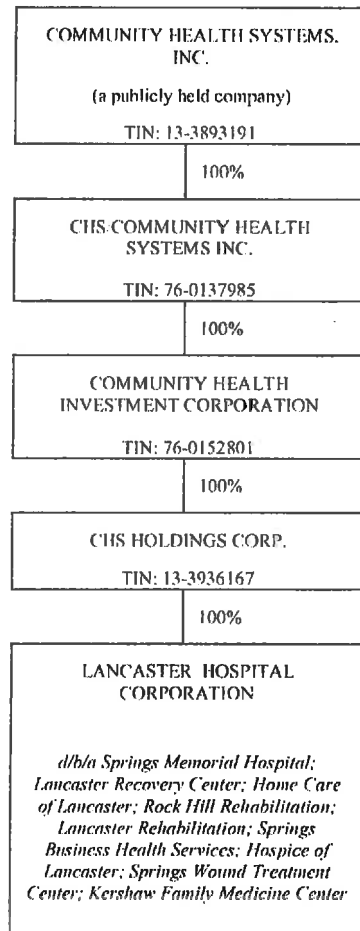 COMMUNITY HEALTH SYSTEMS,
INC.
(a publicly held company)
TIN: 13-3893191
100%
CHS/COMMUNITY HEALTH
SYSTEMS INC.
TIN: 76-0137985
100%
COMMUNITY HEALTH
INVESTMENT CORPORATION
TIN: 76-0152801
100%
CHS HOLDINGS CORP.
TIN: 13-3936167
100%
LANCASTER HOSPITAL
CORPORATION
d/b/a Springs Memorial Hospital;
Lancaster Recovery Center; Home Care
of Lancaster; Rock Hill Rehabilitation;
Lancaster Rehabilitation; Springs
Business Health Services; Hospice of
Lancaster; Springs Wound Treatment
Center; Kershaw Family Medicine Center